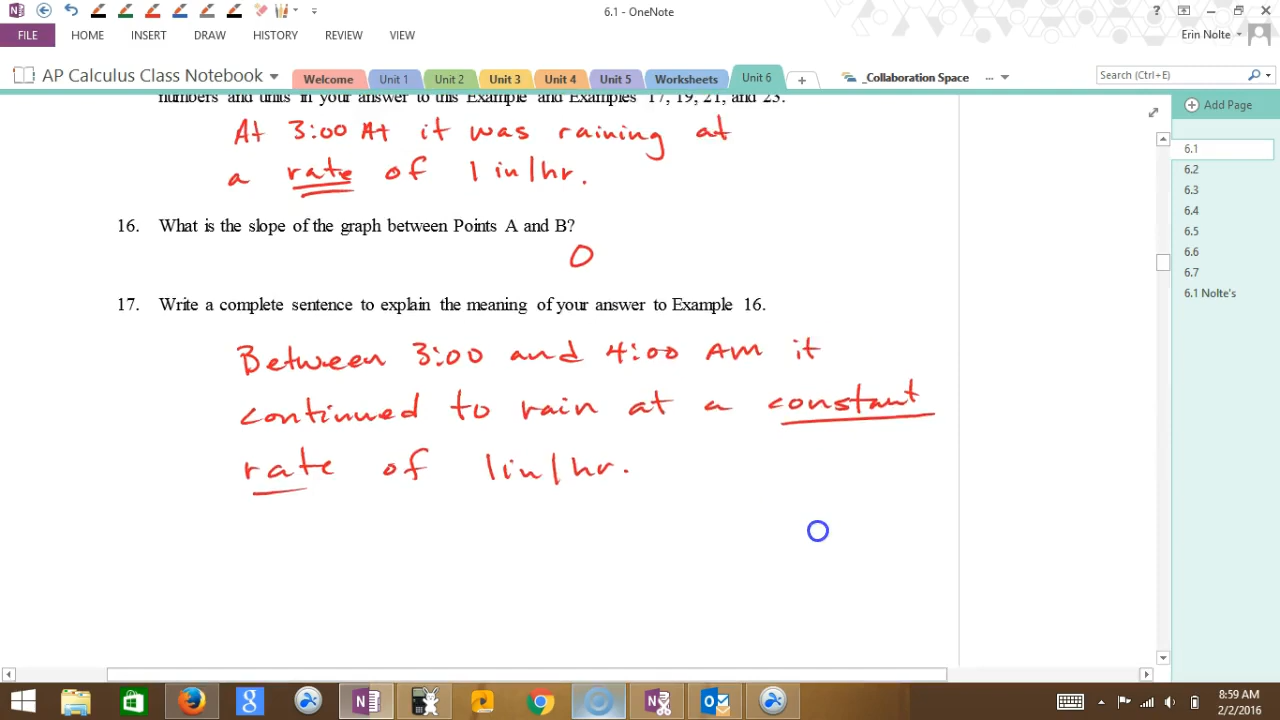 6.1 - OneNote
FILE HOME INSERT DRAW HISTORY REVIEW VIEW
Erin Nolte
AP Calculus Class Notebook Welcome Unit 1 Unit 2 Unit 3 Unit 4 Unit 5 Worksheets Unit 6 + _Collaboration Space ... Search (Ctrl+E)
numbers and units in your answer to this Example and Examples 17, 19, 21, and 23.
At 3:00 At it was raining at
a rate of 1 in/hr.
16. What is the slope of the graph between Points A and B?
0
17. Write a complete sentence to explain the meaning of your answer to Example 16.
Between 3:00 and 4:00 AM it
continued to rain at a constant
rate of 1in/hr.
Add Page
6.1
6.2
6.3
6.4
6.5
6.6
6.7
6.1 Nolte's
8:59 AM
2/2/2016